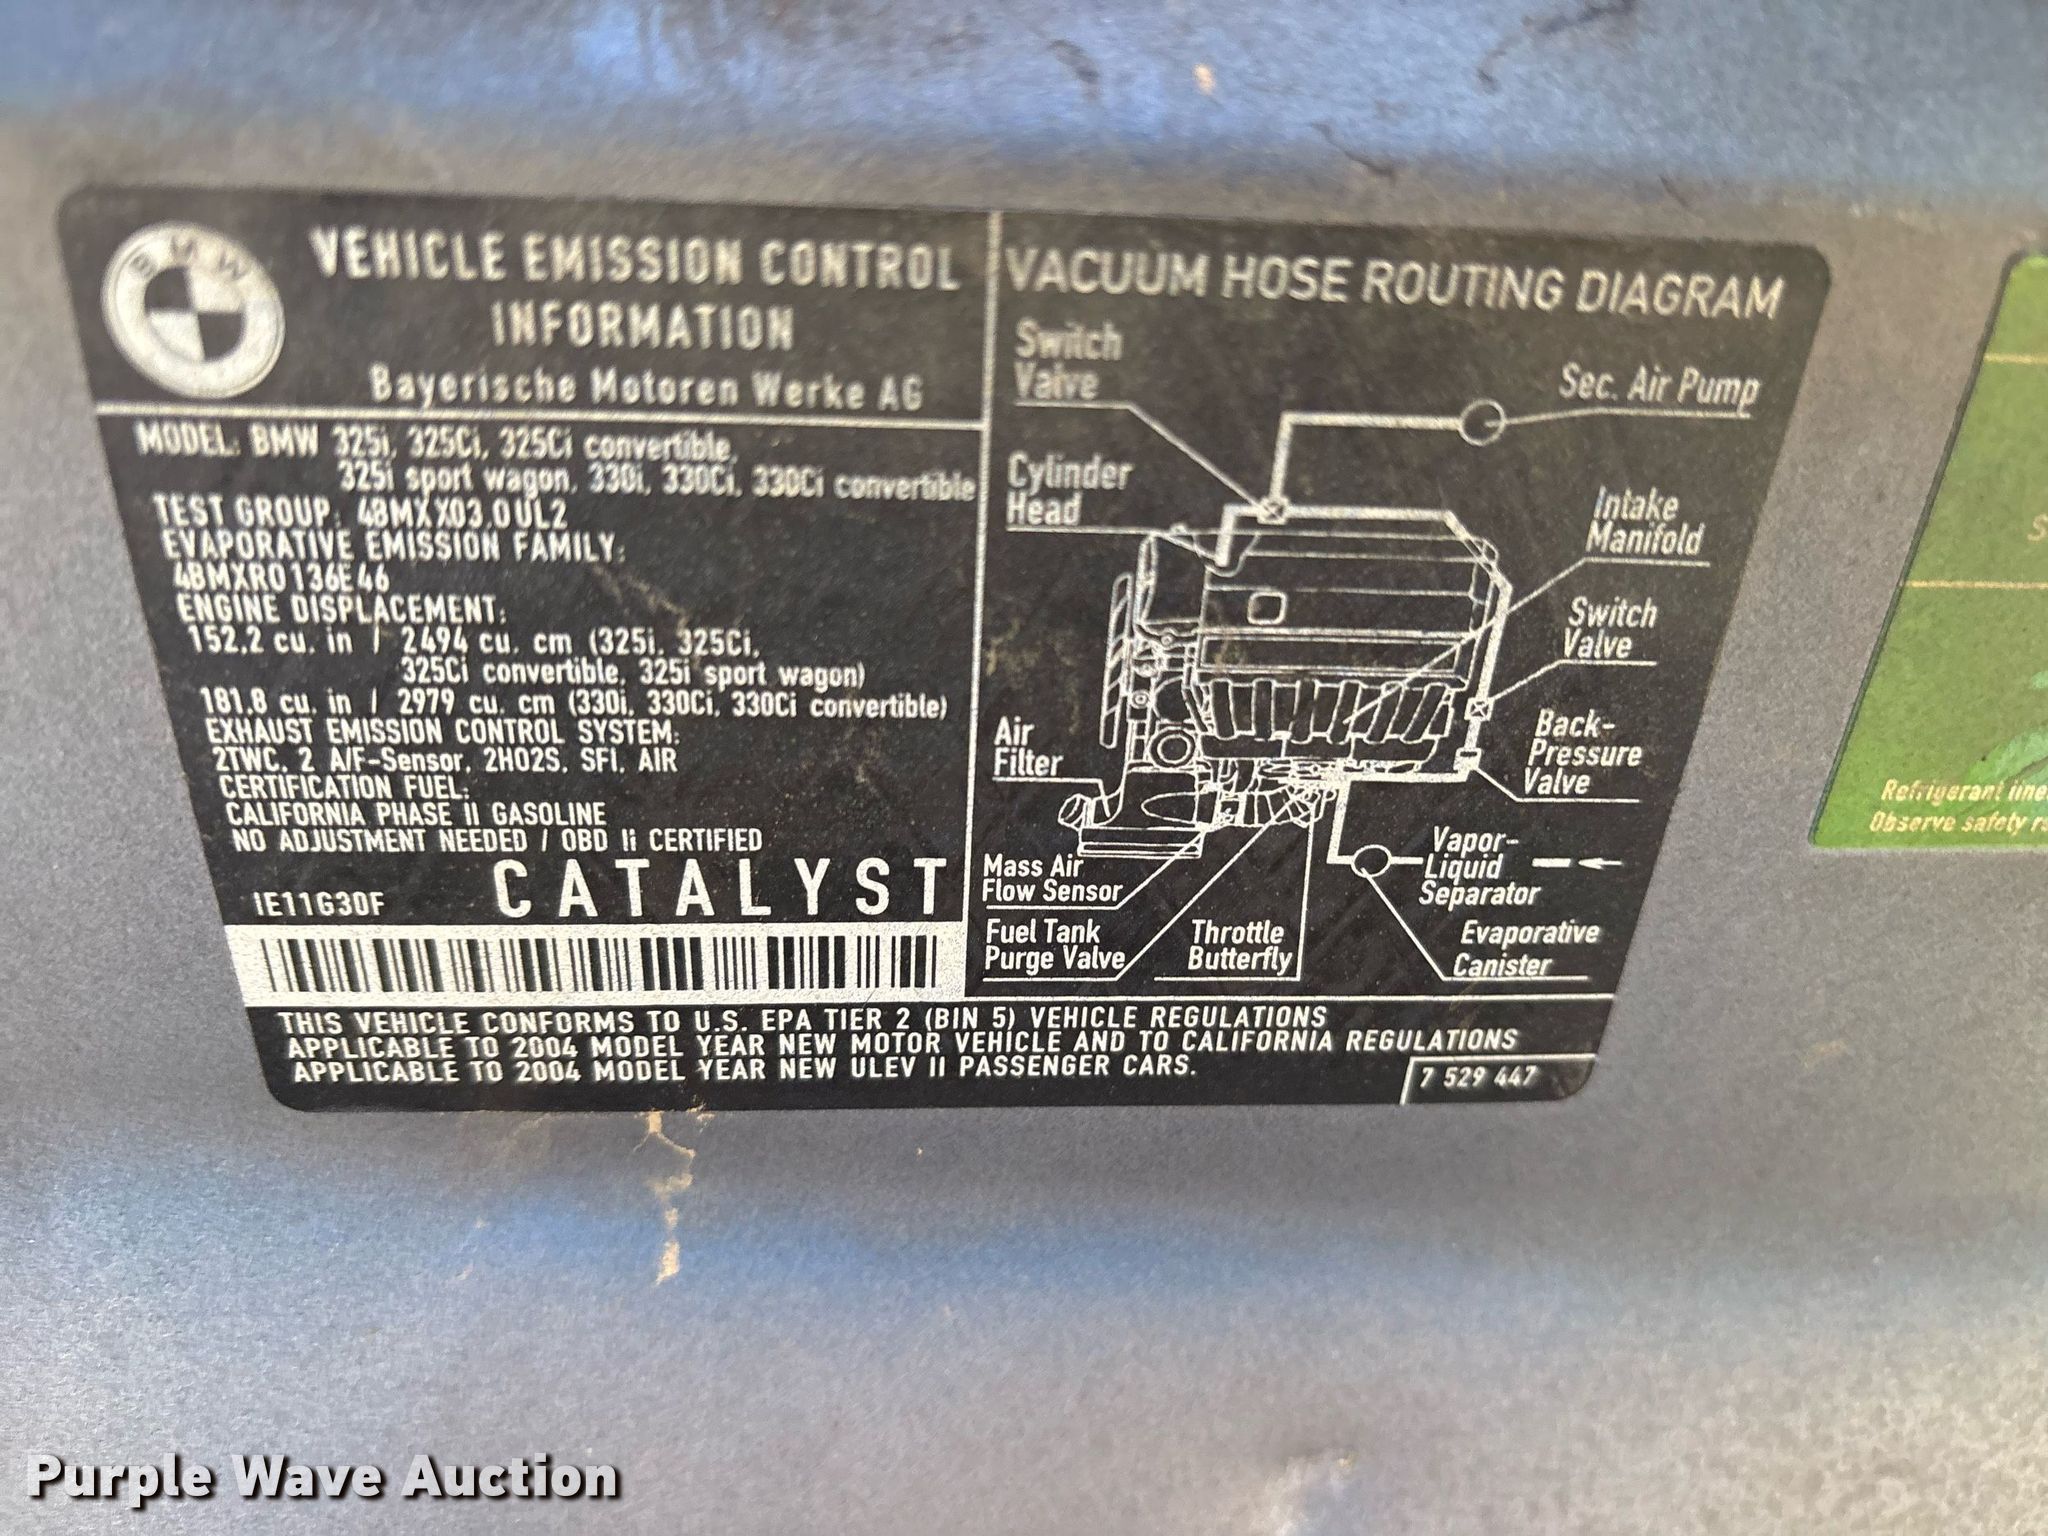 BMW
VEHICLE EMISSION CONTROL
INFORMATION
Bayerische Motoren Werke AG
MODEL: BMW 325i, 325Ci, 325Ci convertible,
325i sport wagon, 330i, 330Ci, 330Ci convertible
TEST GROUP: 4BMXX03.0UL2
EVAPORATIVE EMISSION FAMILY:
4BMXR0136E46
ENGINE DISPLACEMENT:
152,2 cu. in / 2494 cu. cm (325i, 325Ci,
325Ci convertible, 325i sport wagon)
181,8 cu. in / 2979 cu. cm (330i, 330Ci, 330Ci convertible)
EXHAUST EMISSION CONTROL SYSTEM:
2TWC, 2 A/F-Sensor, 2HO2S, SFI, AIR
CERTIFICATION FUEL:
CALIFORNIA PHASE II GASOLINE
NO ADJUSTMENT NEEDED / OBD II CERTIFIED
IE11G30F CATALYST
VACUUM HOSE ROUTING DIAGRAM
Switch
Valve
Sec. Air Pump
Cylinder
Head
Intake
Manifold
Switch
Valve
Air
Filter
Back-
Pressure
Valve
Mass Air
Flow Sensor
Vapor-
Liquid
Separator
Fuel Tank
Purge Valve
Throttle
Butterfly
Evaporative
Canister
THIS VEHICLE CONFORMS TO U.S. EPA TIER 2 (BIN 5) VEHICLE REGULATIONS
APPLICABLE TO 2004 MODEL YEAR NEW MOTOR VEHICLE AND TO CALIFORNIA REGULATIONS
APPLICABLE TO 2004 MODEL YEAR NEW ULEV II PASSENGER CARS.
7 529 447
Refrigerant
Observe safety
Purple Wave Auction